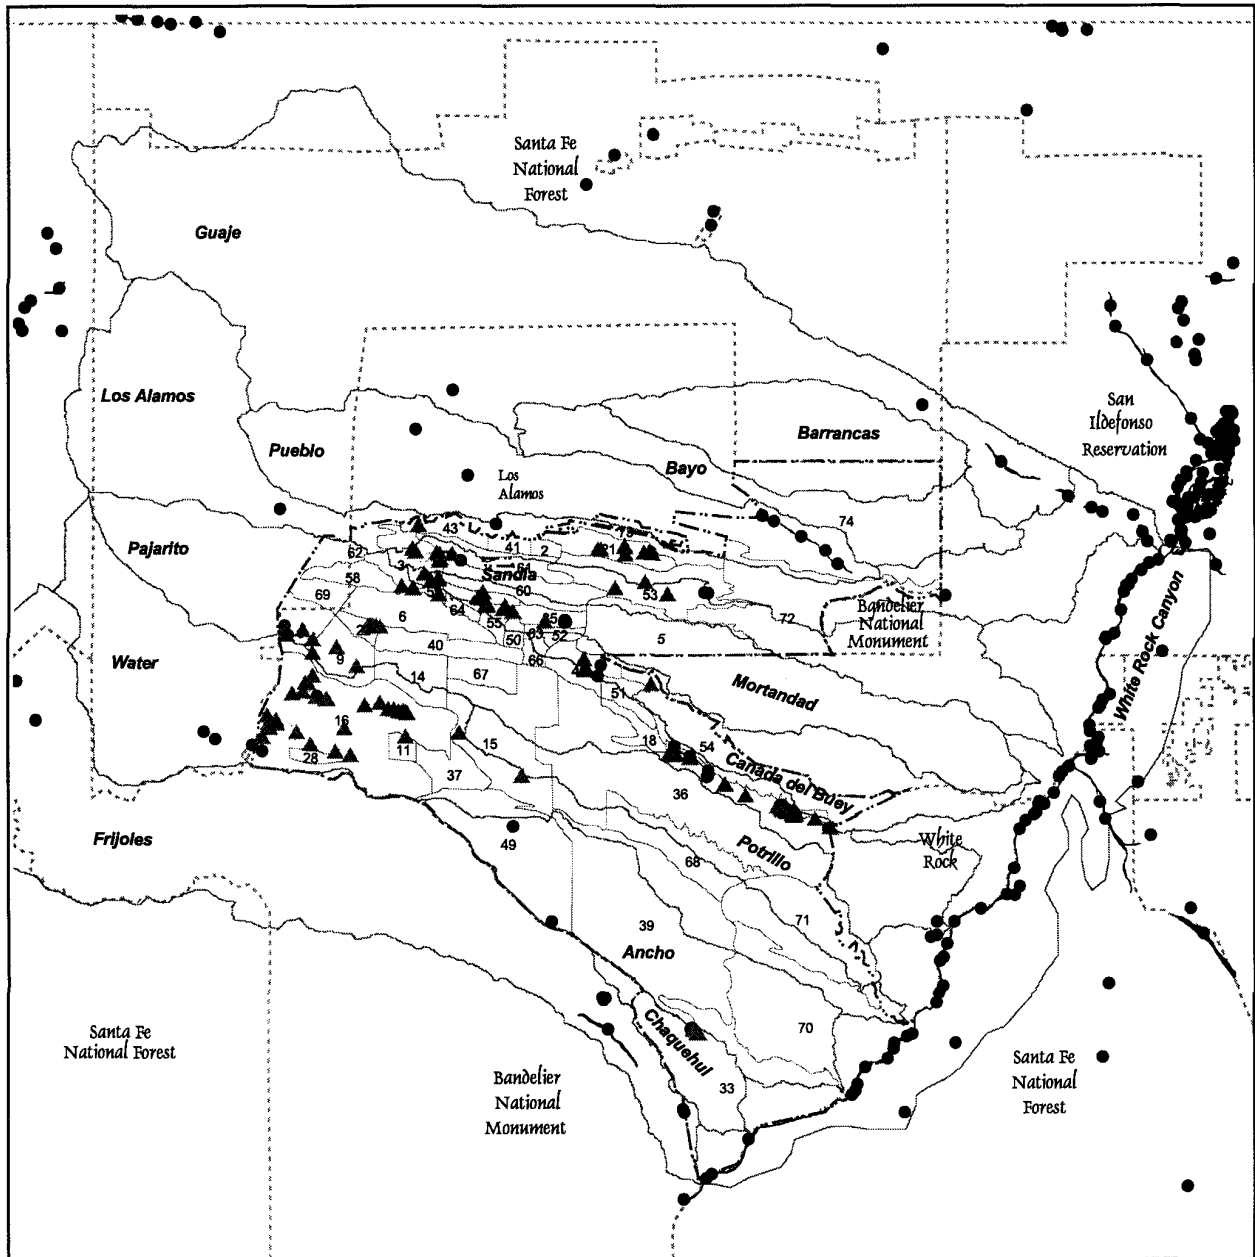 Santa Fe
National
Forest
Guaje
Los Alamos
San
Ildefonso
Reservation
Barrancas
Pueblo
Bayo
Los
Alamos
74
43
41
2
Pajarito
62
3
Sandia
58
60
53
69
72
Bandelier
National
Monument
White Rock Canyon
6
64
55
50
52
5
40
66
Water
9
14
67
51
Mortandad
16
18
54
15
11
28
37
Cañada del Buey
36
Frijoles
49
68
Potrillo
White
Rock
71
39
Ancho
70
Chaquehui
33
Santa Fe
National Forest
Bandelier
National
Monument
Santa Fe
National
Forest